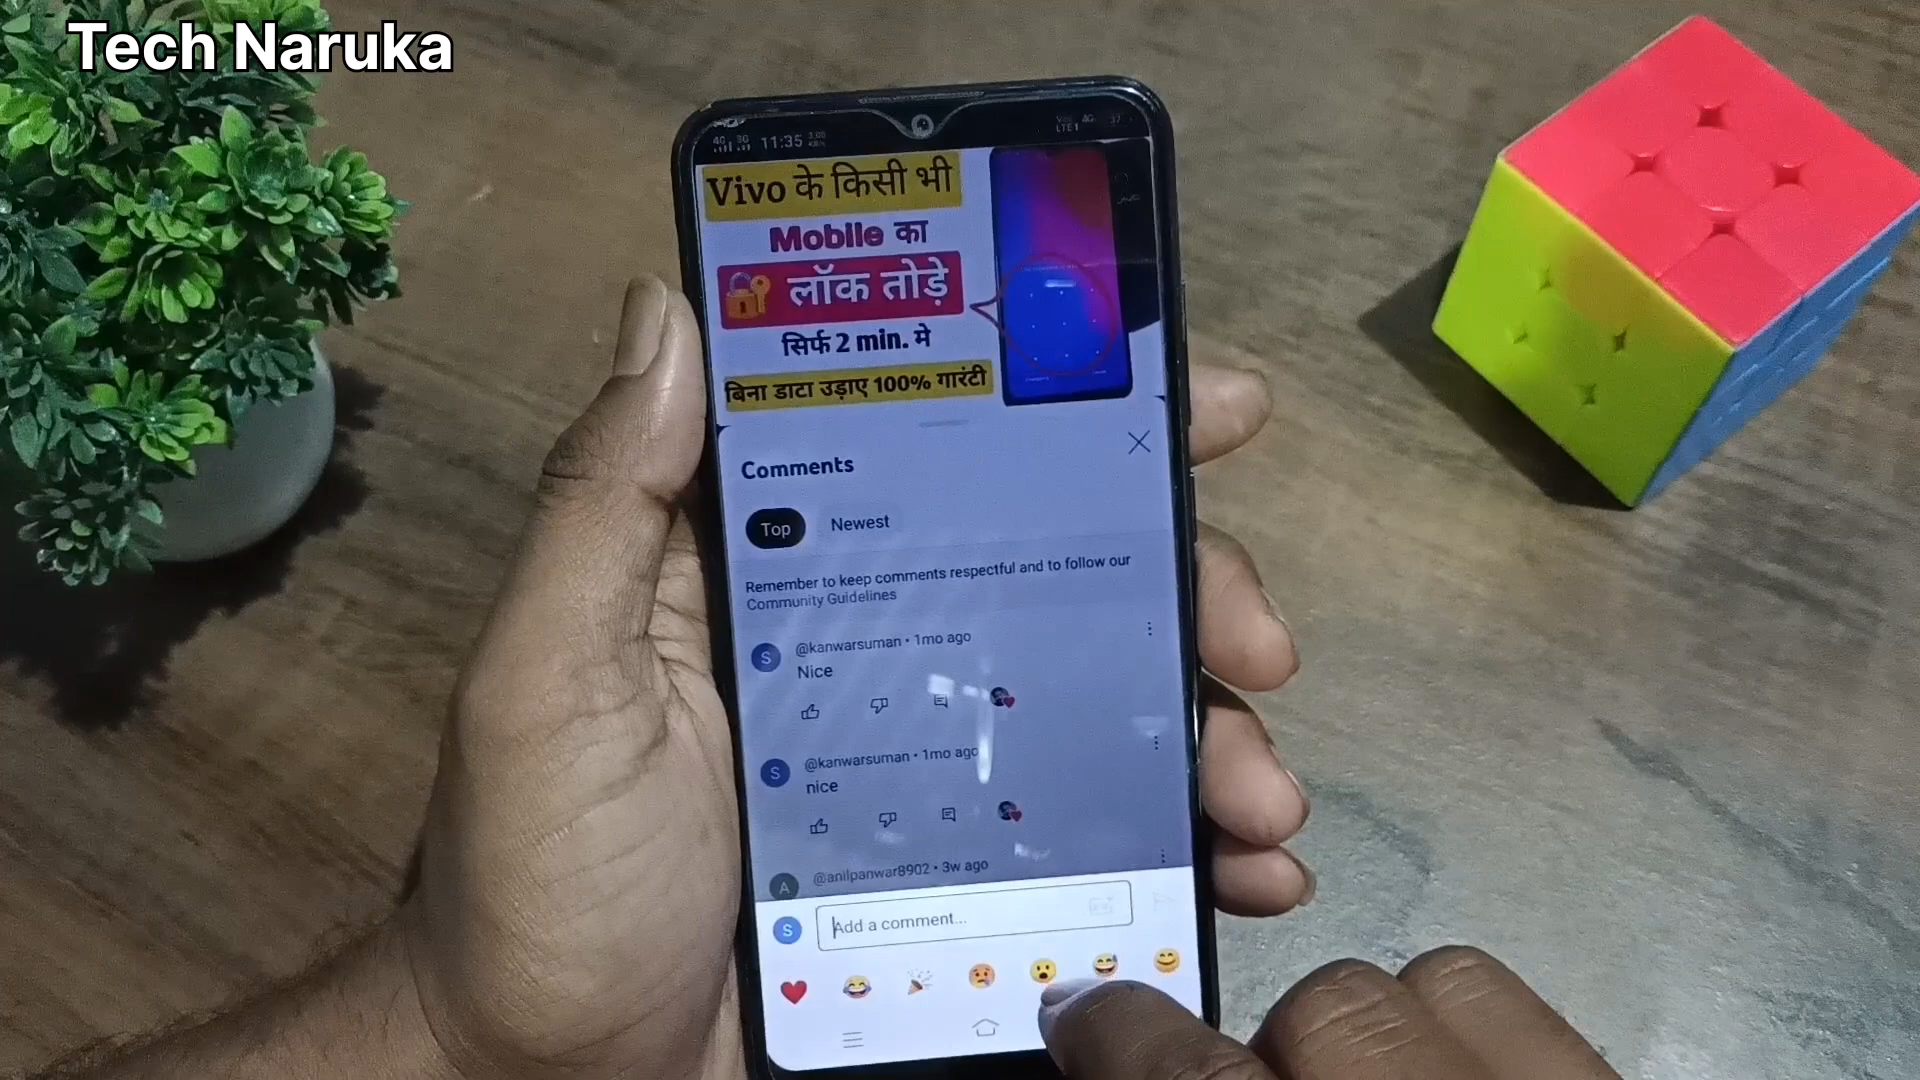 Tech Naruka
11:35
Vivo के किसी भी
Mobile का
लॉक तोड़े
सिर्फ 2 min. मे
बिना डाटा उड़ाए 100% गारंटी
Comments
Top
Newest
Remember to keep comments respectful and to follow our
Community Guidelines
S
@kanwarsuman • 1mo ago
Nice
S
@kanwarsuman • 1mo ago
nice
A
@anilpanwar8902 • 3w ago
S
Add a comment...